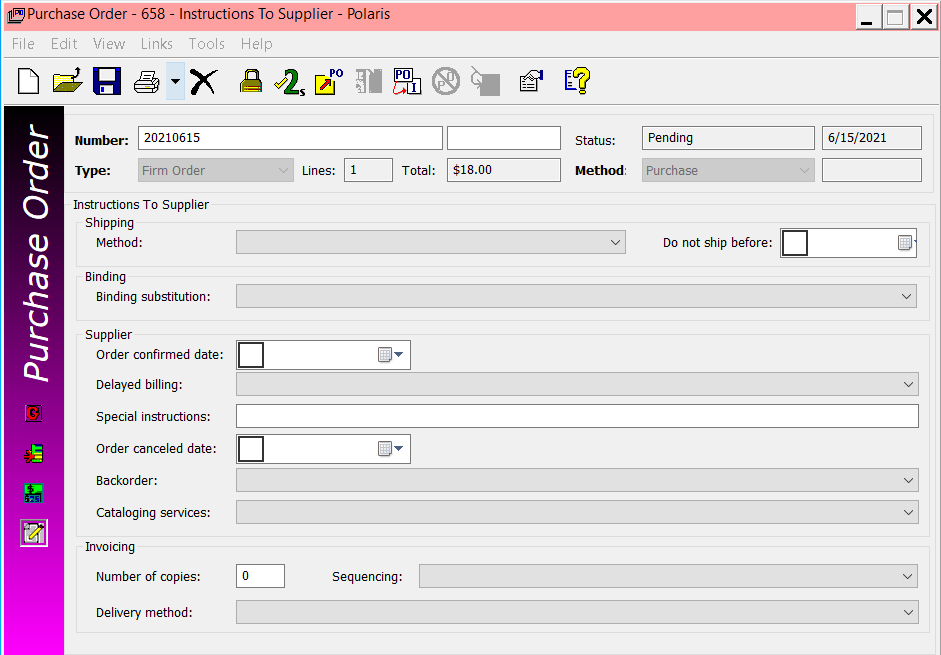 Purchase Order - 658 - Instructions To Supplier - Polaris
File Edit View Links Tools Help
PO PO
Purchase Order
Number: 20210615 Status: Pending 6/15/2021
Type: Firm Order Lines: 1 Total: $18.00 Method: Purchase
Instructions To Supplier
Shipping
Method: Do not ship before:
Binding
Binding substitution:
Supplier
Order confirmed date:
Delayed billing:
Special instructions:
Order canceled date:
Backorder:
Cataloging services:
Invoicing
Number of copies: 0 Sequencing:
Delivery method: